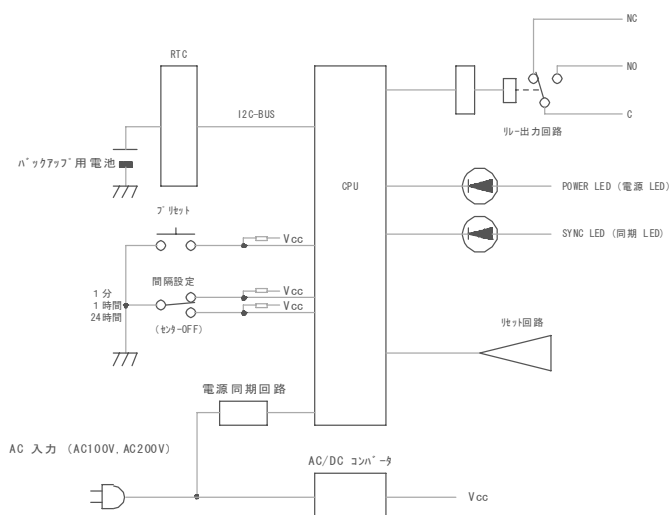 NC
RTC
NO
I2C-BUS
C
ﾘﾚｰ出力回路
ﾊﾞｯｸｱｯﾌﾟ用電池
CPU
POWER LED (電源 LED)
ﾌﾟﾘｾｯﾄ
Vcc
SYNC LED (同期 LED)
間隔設定
Vcc
1分
Vcc
1時間
24時間
(ｾﾝﾀｰOFF)
ﾘｾｯﾄ回路
電源同期回路
AC 入力 (AC100V, AC200V)
AC/DC ｺﾝﾊﾞｰﾀ
Vcc